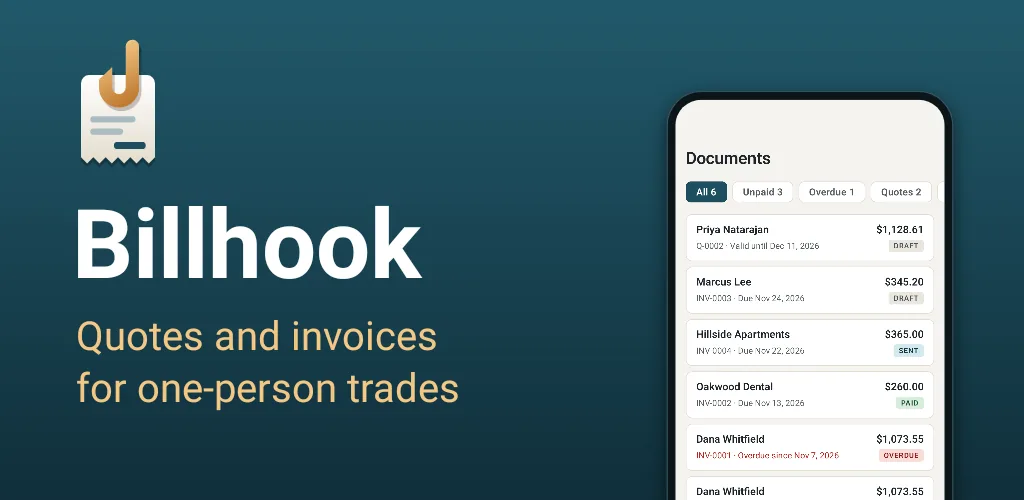 Billhook
Quotes and invoices
for one-person trades
Documents
All 6
Unpaid 3
Overdue 1
Quotes 2
Priya Natarajan
$1,128.61
Q-0002 · Valid until Dec 11, 2026
DRAFT
Marcus Lee
$345.20
INV-0003 · Due Nov 24, 2026
DRAFT
Hillside Apartments
$365.00
INV-0004 · Due Nov 22, 2026
SENT
Oakwood Dental
$260.00
INV-0002 · Due Nov 13, 2026
PAID
Dana Whitfield
$1,073.55
INV-0001 · Overdue since Nov 7, 2026
OVERDUE
Dana Whitfield
$1,073.55